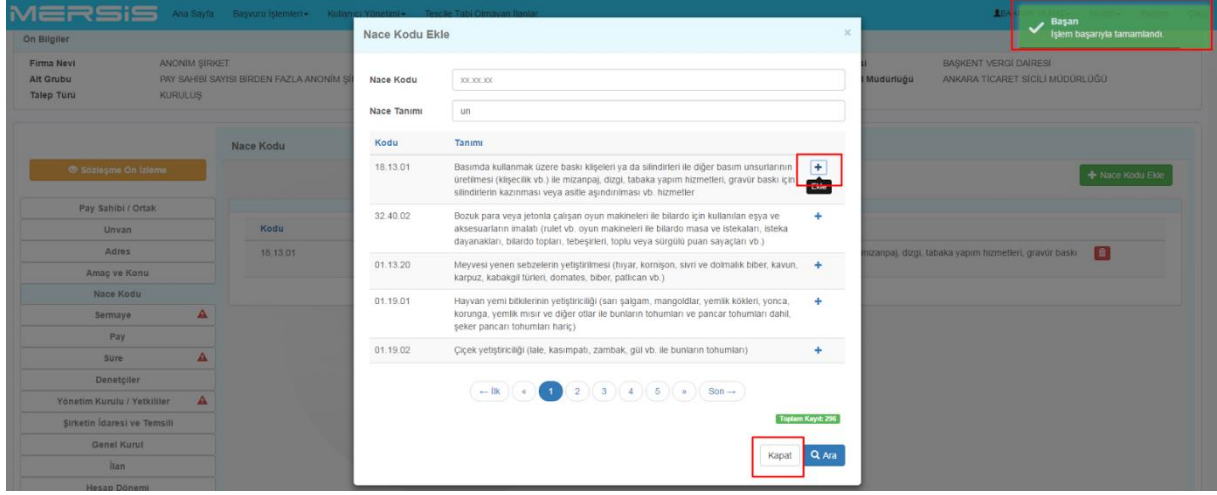 MERSiS Ana Sayfa Başvuru İşlemleri Kullanıcı Yönetimi Tescile Tabi Olmayan İlanlar
Başarı
İşlem başarıyla tamamlandı.
Ön Bilgiler
Firma Nevi ANONİM ŞİRKET
BAŞKENT VERGİ DAİRESİ
Alt Grubu PAY SAHİBİ SAYISI BİRDEN FAZLA ANONİM Şİ
Müdürlüğü ANKARA TİCARET SİCİLİ MÜDÜRLÜĞÜ
Talep Türü KURULUŞ
Nace Kodu Ekle ×
Nace Kodu xx.xx.xx
Nace Tanımı un
Kodu Tanımı
18.13.01 Basımda kullanmak üzere baskı klişeleri ya da silindirleri ile diğer basım unsurlarının
üretilmesi (klişecilik vb.) ile mizanpaj, dizgi, tabaka yapım hizmetleri, gravür baskı için
silindirlerin kazınması veya asitle aşındırılması vb. hizmetler
+
Ekle
32.40.02 Bozuk para veya jetonla çalışan oyun makineleri ile bilardo için kullanılan eşya ve
aksesuarların imalatı (rulet vb. oyun makineleri ile bilardo masa ve istekaları, isteka
dayanakları, bilardo topları, tebeşirleri, toplu veya sürgülü puan sayaçları vb.)
+
01.13.20 Meyvesi yenen sebzelerin yetiştirilmesi (hıyar, kornişon, sivri ve dolmalık biber, kavun,
karpuz, kabakgil türleri, domates, biber, patlıcan vb.)
+
01.19.01 Hayvan yemi bitkilerinin yetiştiriciliği (sarı şalgam, mangoldlar, yemlik kökleri, yonca,
korunga, yemlik mısır ve diğer otlar ile bunların tohumları ve pancar tohumları dahil,
şeker pancarı tohumları hariç)
+
01.19.02 Çiçek yetiştiriciliği (lale, kasımpatı, zambak, gül vb. ile bunların tohumları) +
← İlk « 1 2 3 4 5 » Son →
Toplam Kayıt: 296
Kapat Ara
Sözleşme Ön İzleme
Pay Sahibi / Ortak
Unvan
Adres
Amaç ve Konu
Nace Kodu
Sermaye
Pay
Süre
Denetçiler
Yönetim Kurulu / Yetkililer
Şirketin İdaresi ve Temsili
Genel Kurul
İlan
Hesap Dönemi
Nace Kodu
+ Nace Kodu Ekle
Kodu
18.13.01
mizanpaj, dizgi, tabaka yapım hizmetleri, gravür baskı